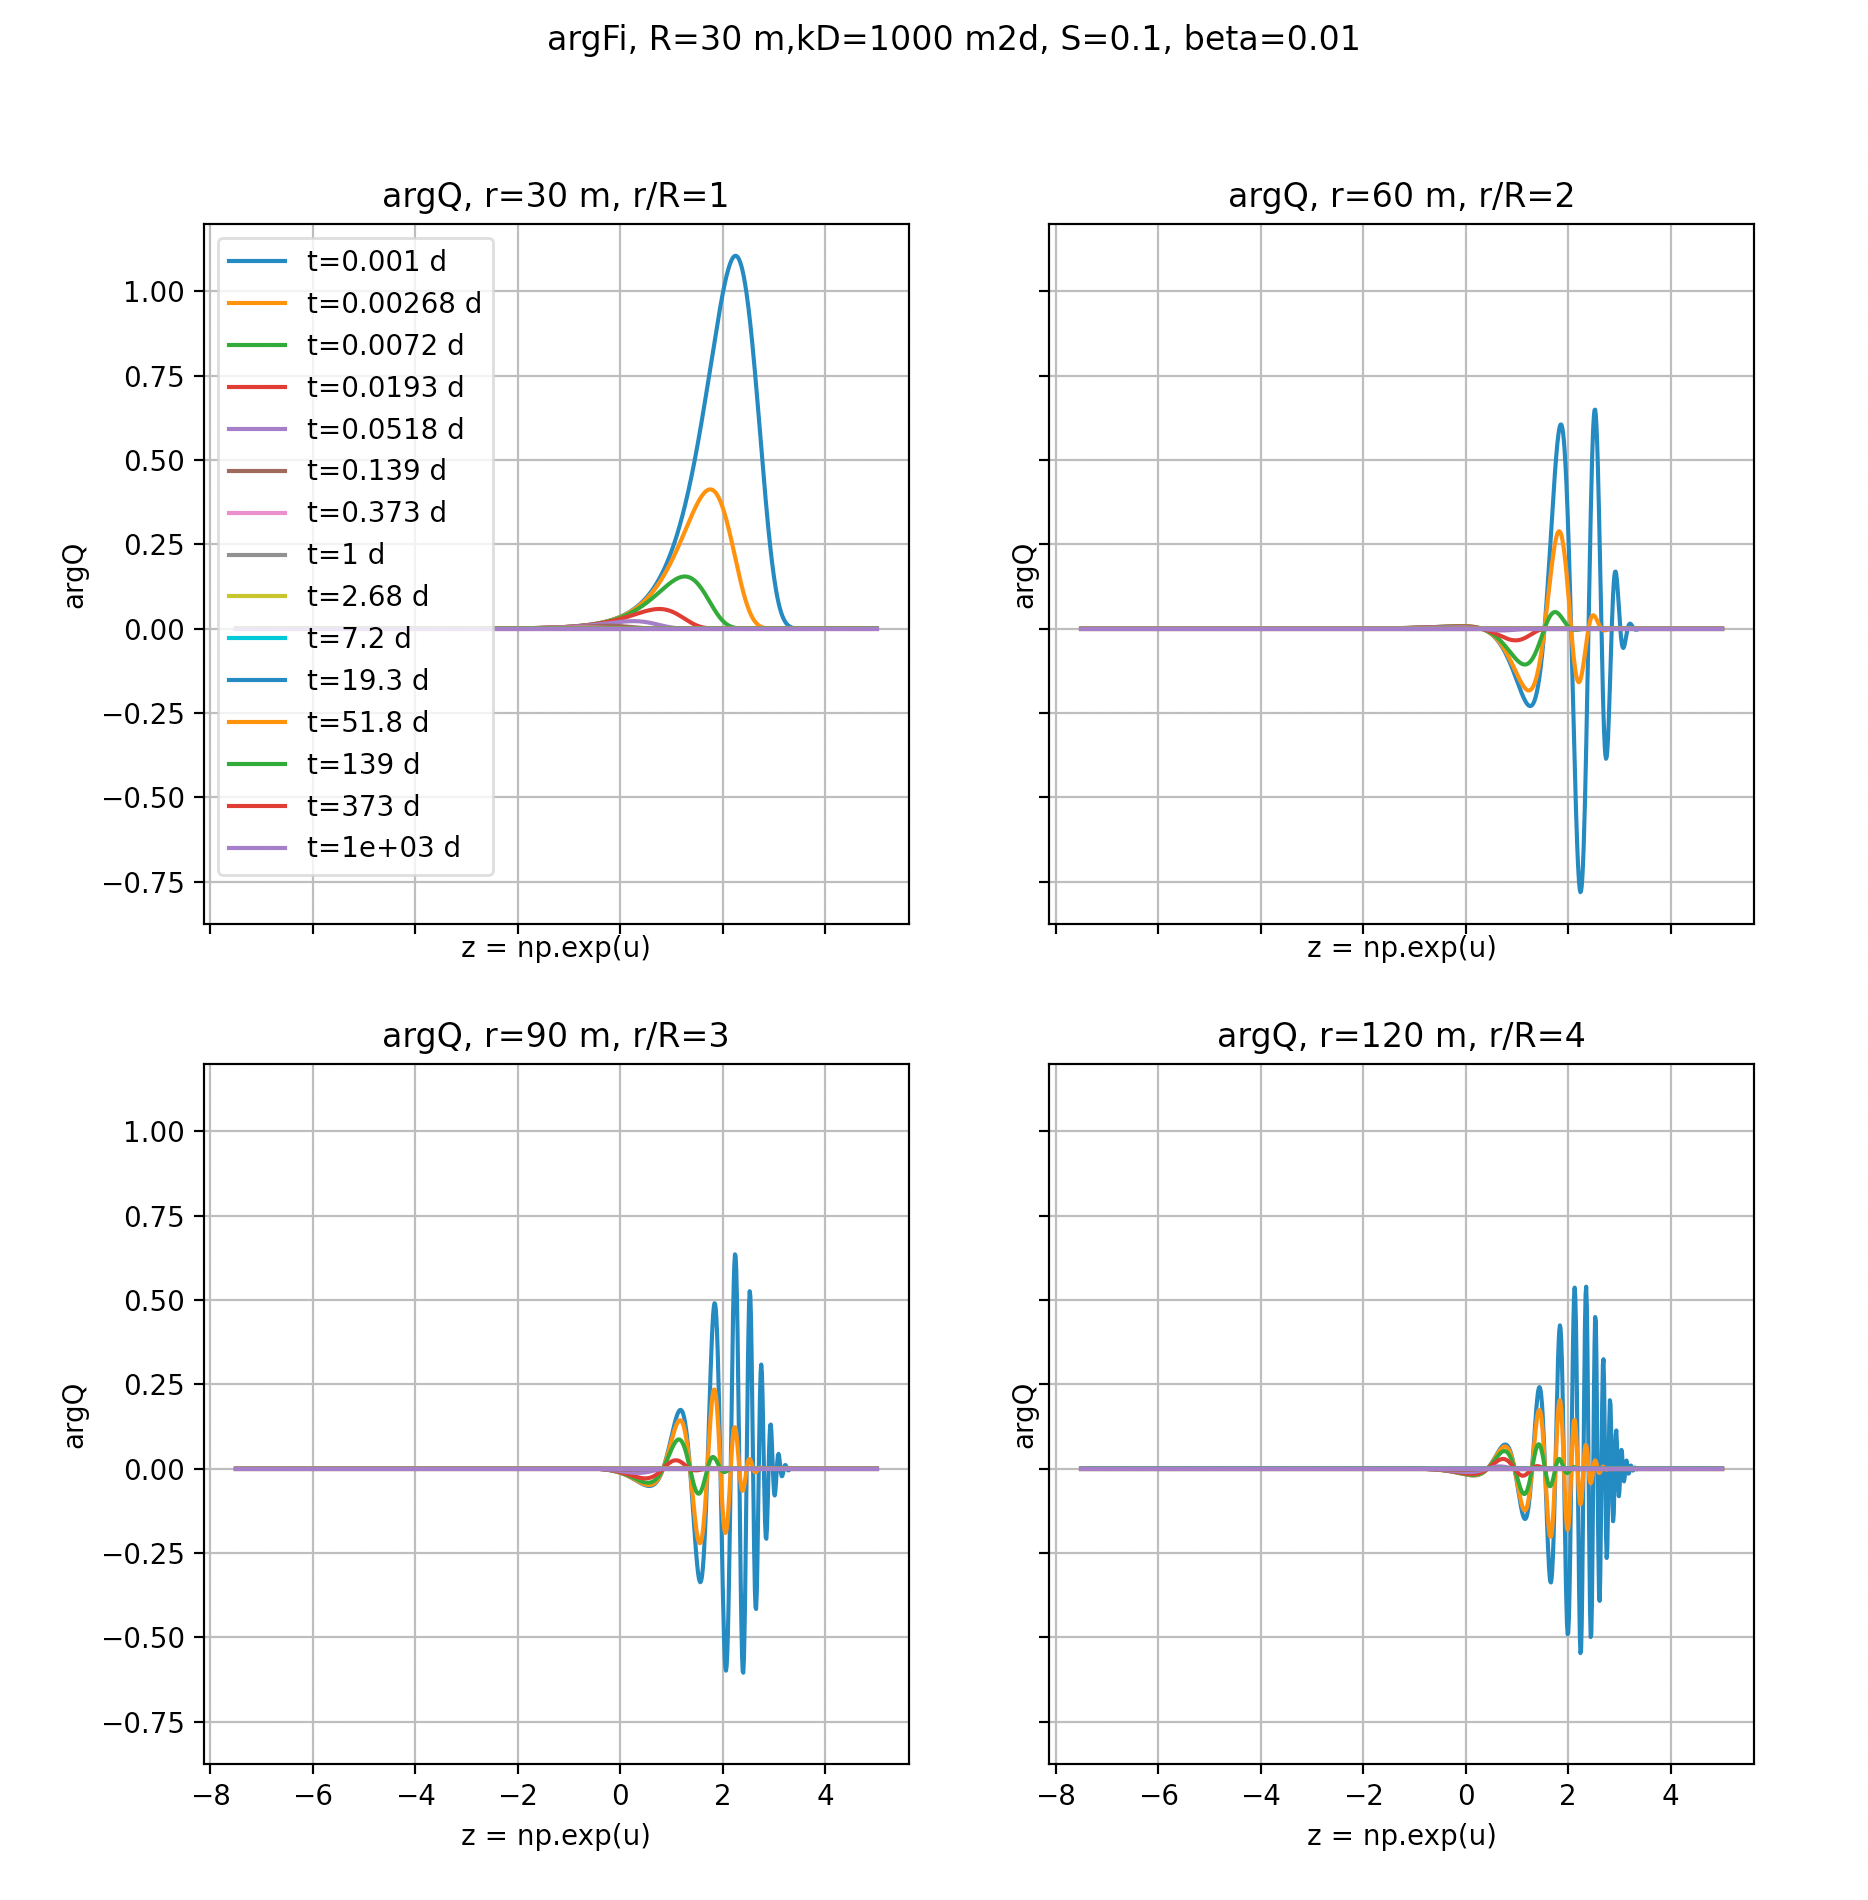 argFi, R=30 m,kD=1000 m2d, S=0.1, beta=0.01
argQ, r=30 m, r/R=1
argQ
1.00
0.75
0.50
0.25
0.00
−0.25
−0.50
−0.75
t=0.001 d
t=0.00268 d
t=0.0072 d
t=0.0193 d
t=0.0518 d
t=0.139 d
t=0.373 d
t=1 d
t=2.68 d
t=7.2 d
t=19.3 d
t=51.8 d
t=139 d
t=373 d
t=1e+03 d
z = np.exp(u)
argQ, r=60 m, r/R=2
argQ
z = np.exp(u)
argQ, r=90 m, r/R=3
argQ
1.00
0.75
0.50
0.25
0.00
−0.25
−0.50
−0.75
−8 −6 −4 −2 0 2 4
z = np.exp(u)
argQ, r=120 m, r/R=4
argQ
−8 −6 −4 −2 0 2 4
z = np.exp(u)